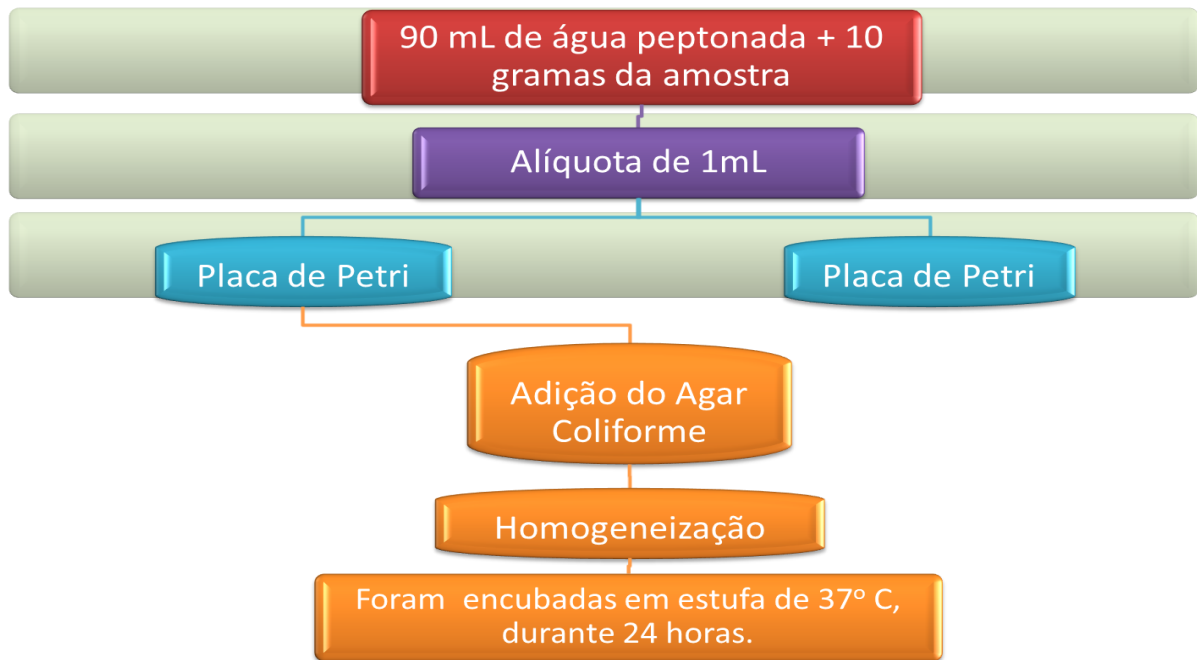 90 mL de água peptonada + 10
gramas da amostra
Alíquota de 1mL
Placa de Petri
Placa de Petri
Adição do Agar
Coliforme
Homogeneização
Foram  encubadas em estufa de 37º C,
durante 24 horas.